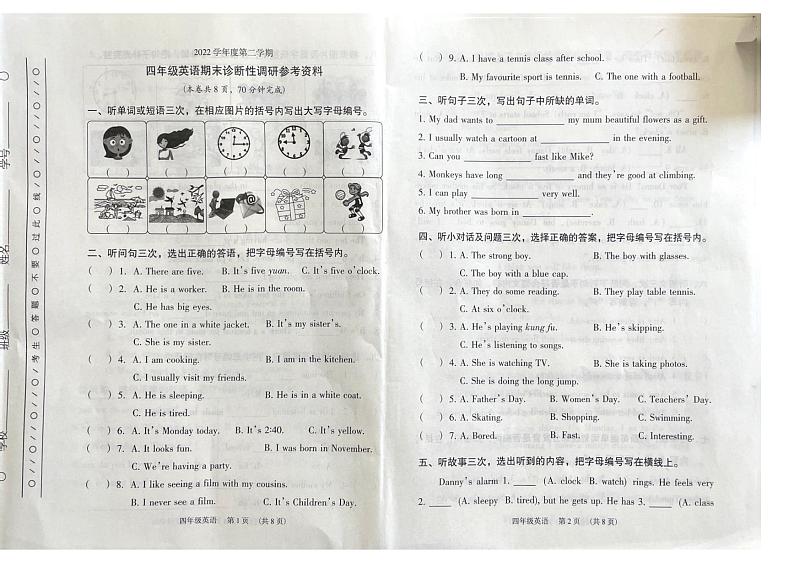 学号
姓名
班级
学校
考生答题不要过此线
2022 学年度第二学期
四年级英语期末诊断性调研参考资料
(本卷共 8 页，70 分钟完成)
一、听单词或短语三次，在相应图片的括号内写出大写字母编号。
( ) ( ) ( ) ( ) ( )
( ) ( ) ( ) ( ) ( )
二、听问句三次，选出正确的答语，把字母编号写在括号内。
( ) 1. A. There are five. B. It's five yuan. C. It's five o'clock.
( ) 2. A. He is a worker. B. He is in the room.
C. He has big eyes.
( ) 3. A. The one in a white jacket. B. It's my sister's.
C. She is my sister.
( ) 4. A. I am cooking. B. I am in the kitchen.
C. I usually visit my friends.
( ) 5. A. He is sleeping. B. He is in a white coat.
C. He is tired.
( ) 6. A. It's Monday today. B. It's 2:40. C. It's yellow.
( ) 7. A. It looks fun. B. I was born in November.
C. We're having a party.
( ) 8. A. I like seeing a film with my cousins.
B. I never see a film. C. It's Children's Day.
四年级英语 第 1 页 (共 8 页)
( ) 9. A. I have a tennis class after school.
B. My favourite sport is tennis. C. The one with a football.
三、听句子三次，写出句子中所缺的单词。
1. My dad wants to ____________ my mum beautiful flowers as a gift.
2. I usually watch a cartoon at ____________ in the evening.
3. Can you ____________ fast like Mike?
4. Monkeys have long ____________ and they're good at climbing.
5. I can play ____________ very well.
6. My brother was born in ____________.
四、听小对话及问题三次，选择正确的答案，把字母编号写在括号内。
( ) 1. A. The strong boy. B. The boy with glasses.
C. The boy with a blue cap.
( ) 2. A. They do some reading. B. They play table tennis.
C. At six o'clock.
( ) 3. A. He's playing kung fu. B. He's skipping.
C. He's listening to songs.
( ) 4. A. She is watching TV. B. She is taking photos.
C. She is doing the long jump.
( ) 5. A. Father's Day. B. Women's Day. C. Teachers' Day.
( ) 6. A. Skating. B. Shopping. C. Swimming.
( ) 7. A. Bored. B. Fast. C. Interesting.
五、听故事三次，选出听到的内容，把字母编号写在横线上。
Danny's alarm 1. ____ (A. clock B. watch) rings. He feels very
2. ____ (A. sleepy B. tired), but he gets up. He has 3. ____ (A. class
四年级英语 第 2 页 (共 8 页)